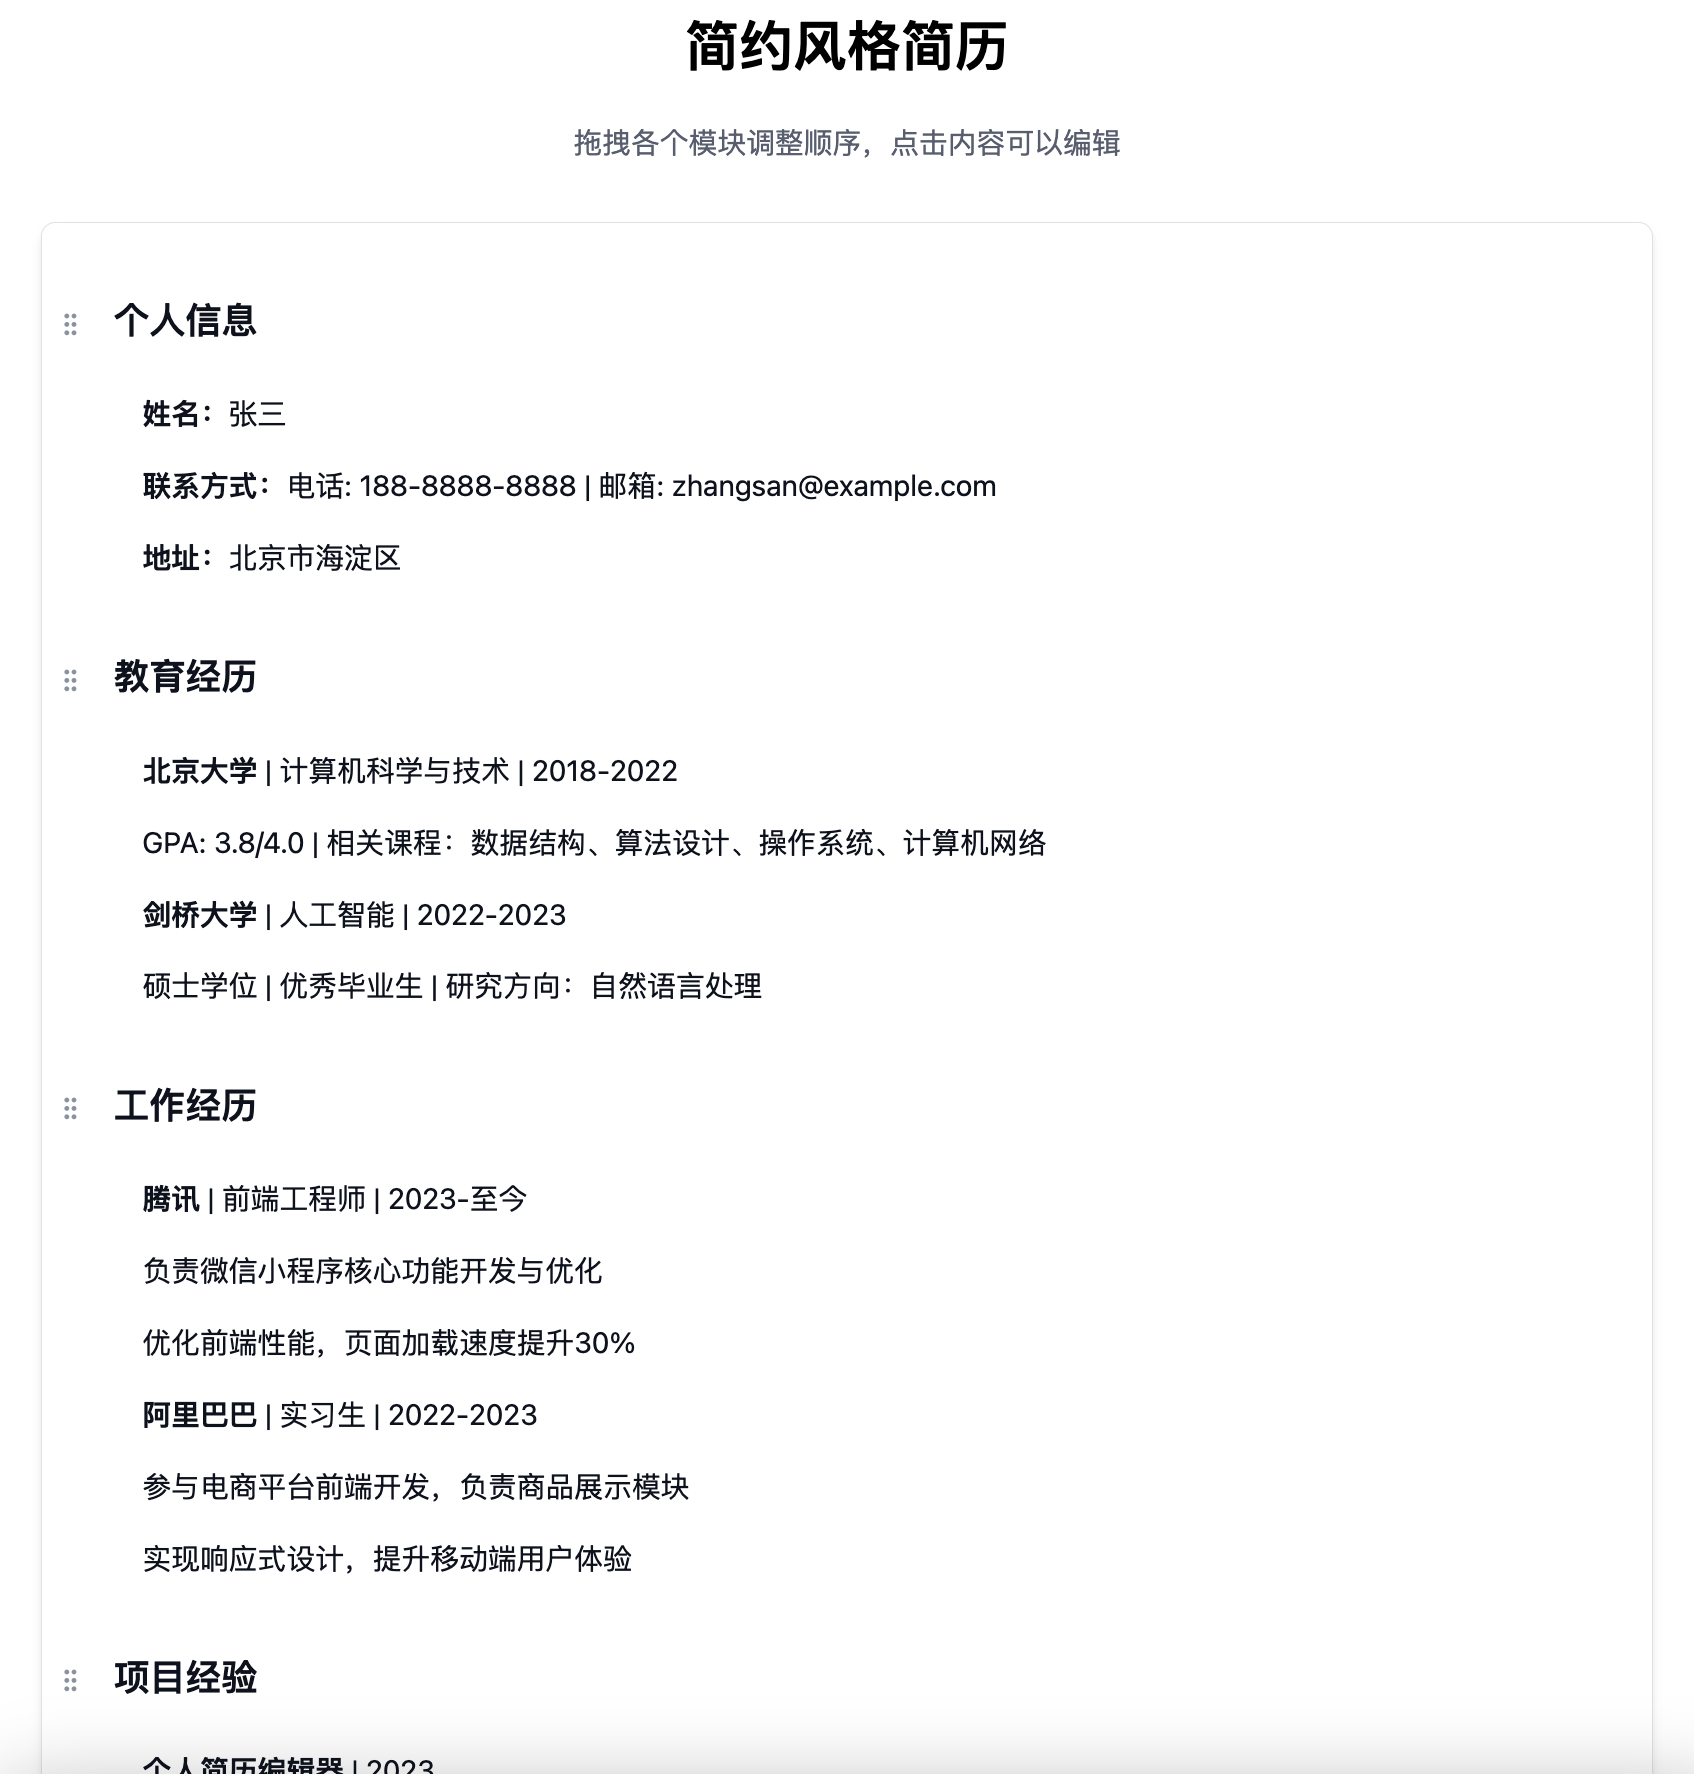 简约风格简历
拖拽各个模块调整顺序，点击内容可以编辑
个人信息
姓名：张三
联系方式：电话: 188-8888-8888 | 邮箱: zhangsan@example.com
地址：北京市海淀区
教育经历
北京大学 | 计算机科学与技术 | 2018-2022
GPA: 3.8/4.0 | 相关课程：数据结构、算法设计、操作系统、计算机网络
剑桥大学 | 人工智能 | 2022-2023
硕士学位 | 优秀毕业生 | 研究方向：自然语言处理
工作经历
腾讯 | 前端工程师 | 2023-至今
负责微信小程序核心功能开发与优化
优化前端性能，页面加载速度提升30%
阿里巴巴 | 实习生 | 2022-2023
参与电商平台前端开发，负责商品展示模块
实现响应式设计，提升移动端用户体验
项目经验
个人简历编辑器 | 2023